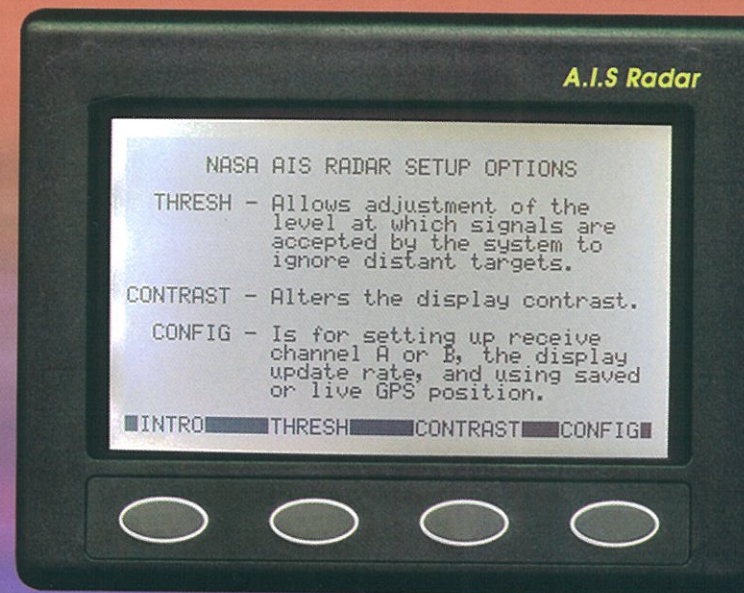 A.I.S Radar
NASA AIS RADAR SETUP OPTIONS
THRESH - Allows adjustment of the
level at which signals are
accepted by the system to
ignore distant targets.
CONTRAST - Alters the display contrast.
CONFIG - Is for setting up receive
channel A or B, the display
update rate, and using saved
or live GPS position.
INTRO THRESH CONTRAST CONFIG